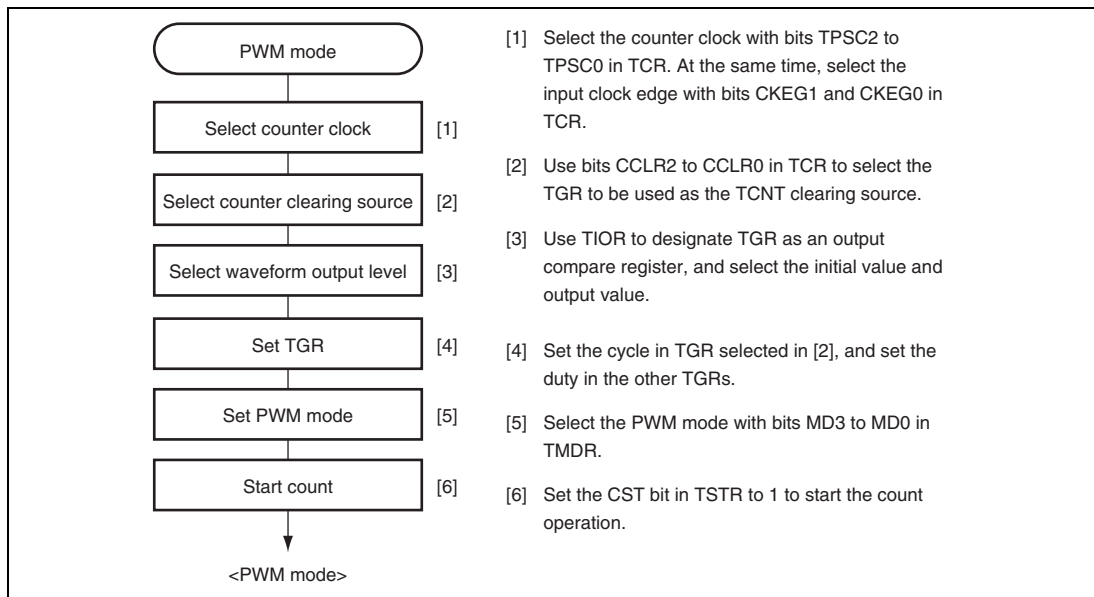 PWM mode
Select counter clock [1]
Select counter clearing source [2]
Select waveform output level [3]
Set TGR [4]
Set PWM mode [5]
Start count [6]
<PWM mode>
[1] Select the counter clock with bits TPSC2 to
TPSC0 in TCR. At the same time, select the
input clock edge with bits CKEG1 and CKEG0 in
TCR.
[2] Use bits CCLR2 to CCLR0 in TCR to select the
TGR to be used as the TCNT clearing source.
[3] Use TIOR to designate TGR as an output
compare register, and select the initial value and
output value.
[4] Set the cycle in TGR selected in [2], and set the
duty in the other TGRs.
[5] Select the PWM mode with bits MD3 to MD0 in
TMDR.
[6] Set the CST bit in TSTR to 1 to start the count
operation.